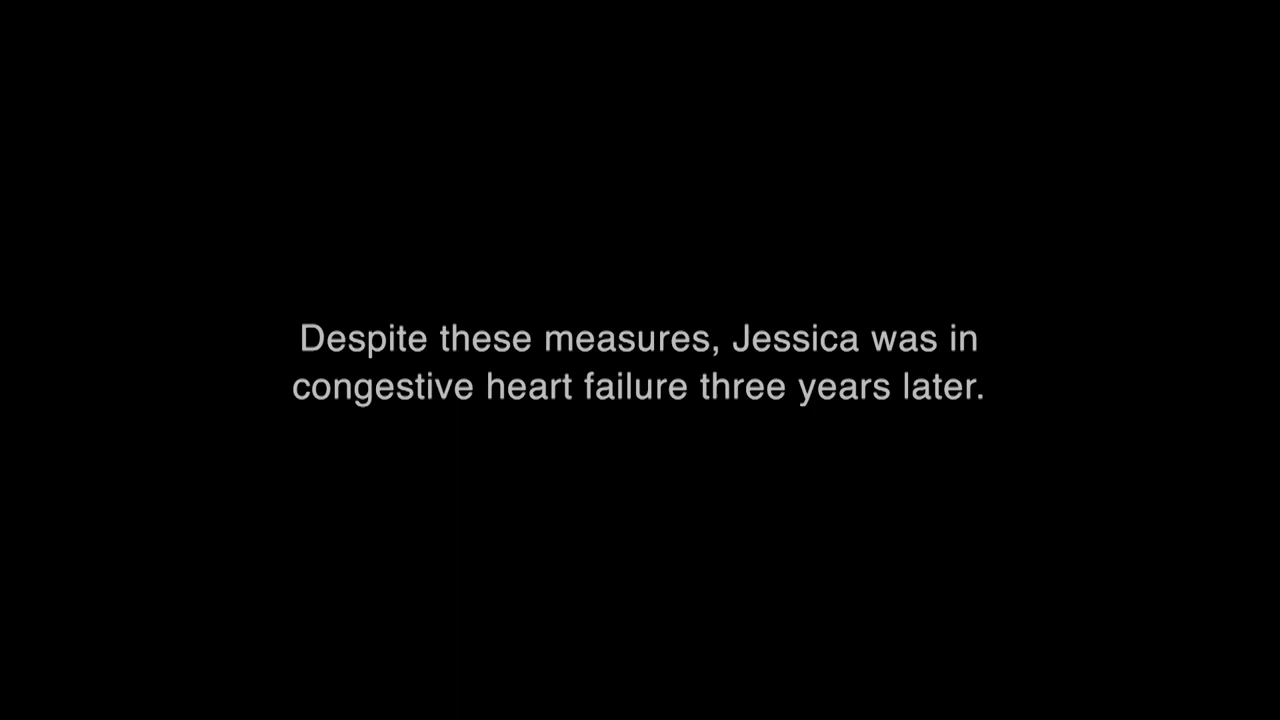 Despite these measures, Jessica was in
congestive heart failure three years later.